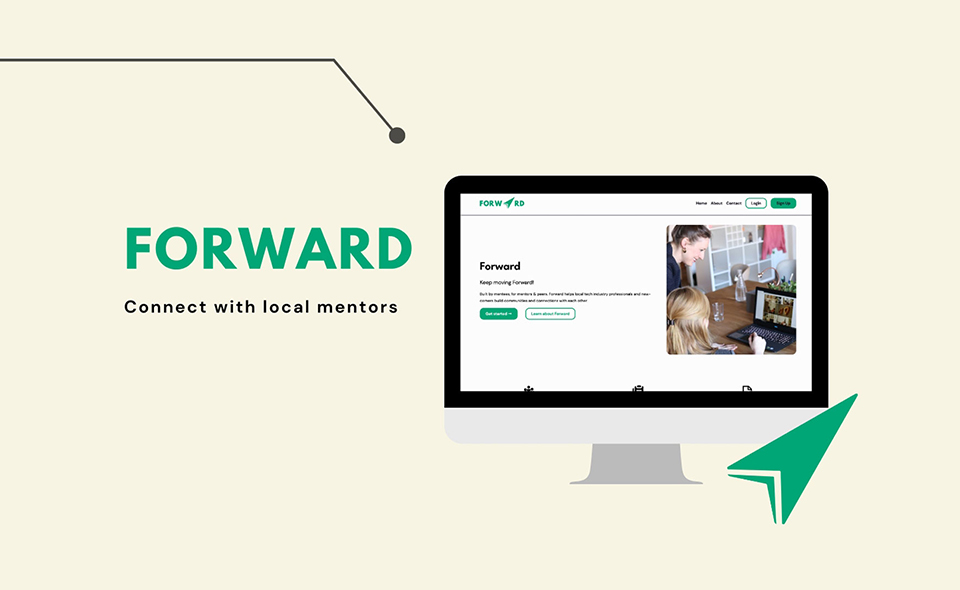 FORWARD
Connect with local mentors
FORW RD
Home About Contact Login Sign Up
Forward
Keep moving Forward!
Built by mentees, for mentors & peers, Forward helps local tech industry professionals and new-
comers build communities and connections with each other.
Get started → Learn about Forward